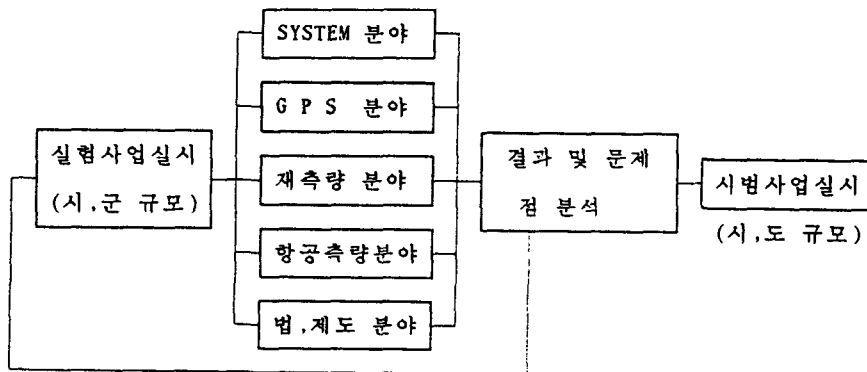 실험사업실시
(시,군 규모)
SYSTEM 분야
G P S 분야
재측량 분야
항공측량분야
법,제도 분야
결과 및 문제
점 분석
시범사업실시
(시,도 규모)